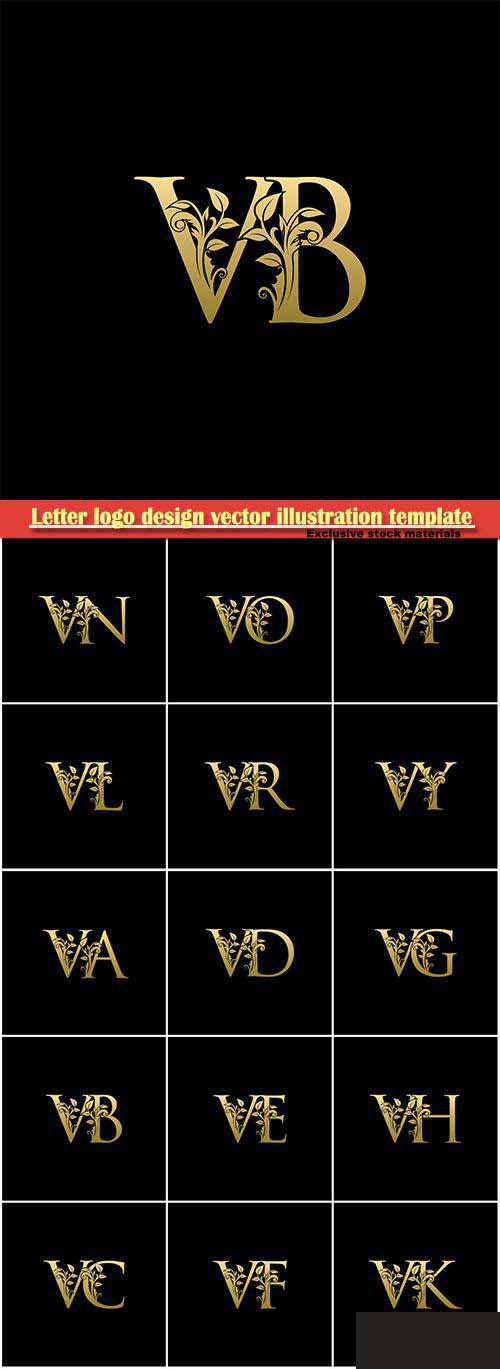 VB
Letter logo design vector illustration template
Exclusive stock materials
VN VO VP
VL VR VY
VA VD VG
VB VE VH
VC VF VK